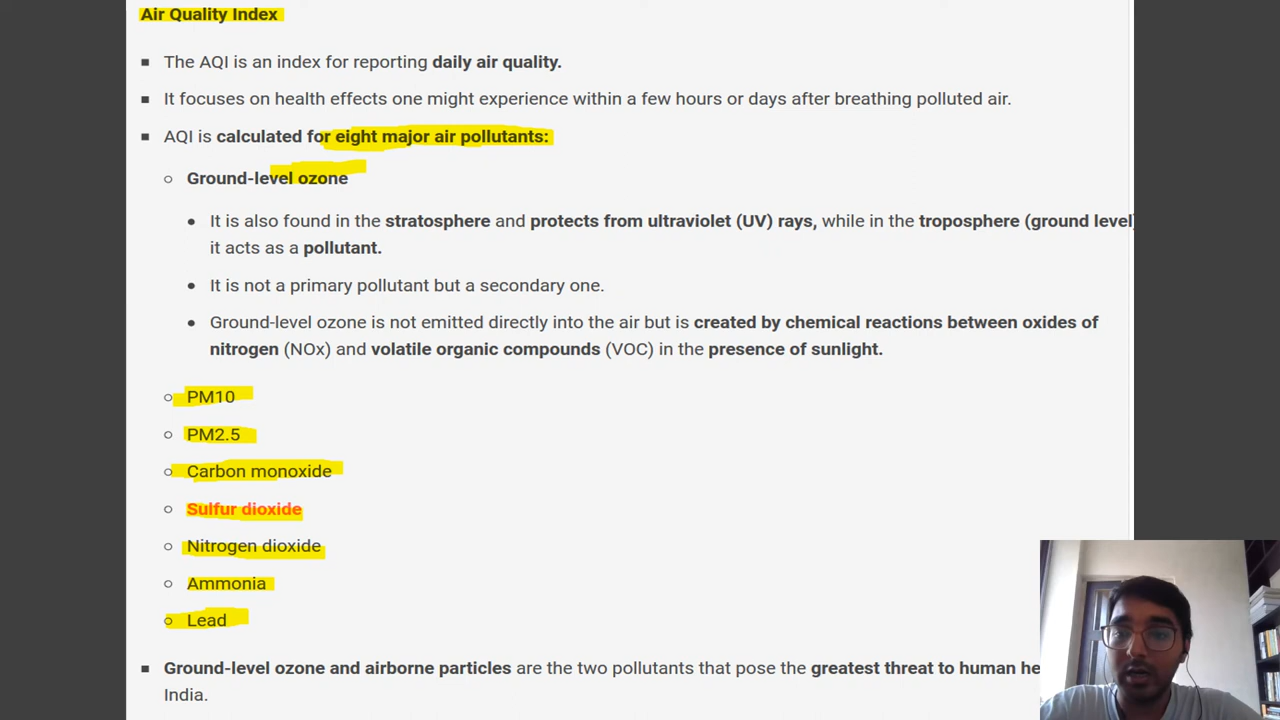 Air Quality Index
The AQI is an index for reporting daily air quality.
It focuses on health effects one might experience within a few hours or days after breathing polluted air.
AQI is calculated for eight major air pollutants:
Ground-level ozone
It is also found in the stratosphere and protects from ultraviolet (UV) rays, while in the troposphere (ground level)
it acts as a pollutant.
It is not a primary pollutant but a secondary one.
Ground-level ozone is not emitted directly into the air but is created by chemical reactions between oxides of
nitrogen (NOx) and volatile organic compounds (VOC) in the presence of sunlight.
PM10
PM2.5
Carbon monoxide
Sulfur dioxide
Nitrogen dioxide
Ammonia
Lead
Ground-level ozone and airborne particles are the two pollutants that pose the greatest threat to human
India.